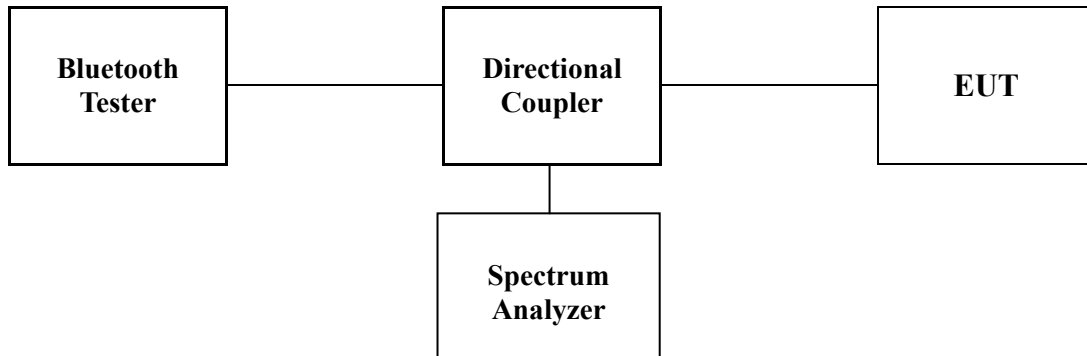 Bluetooth
Tester
Directional
Coupler
EUT
Spectrum
Analyzer